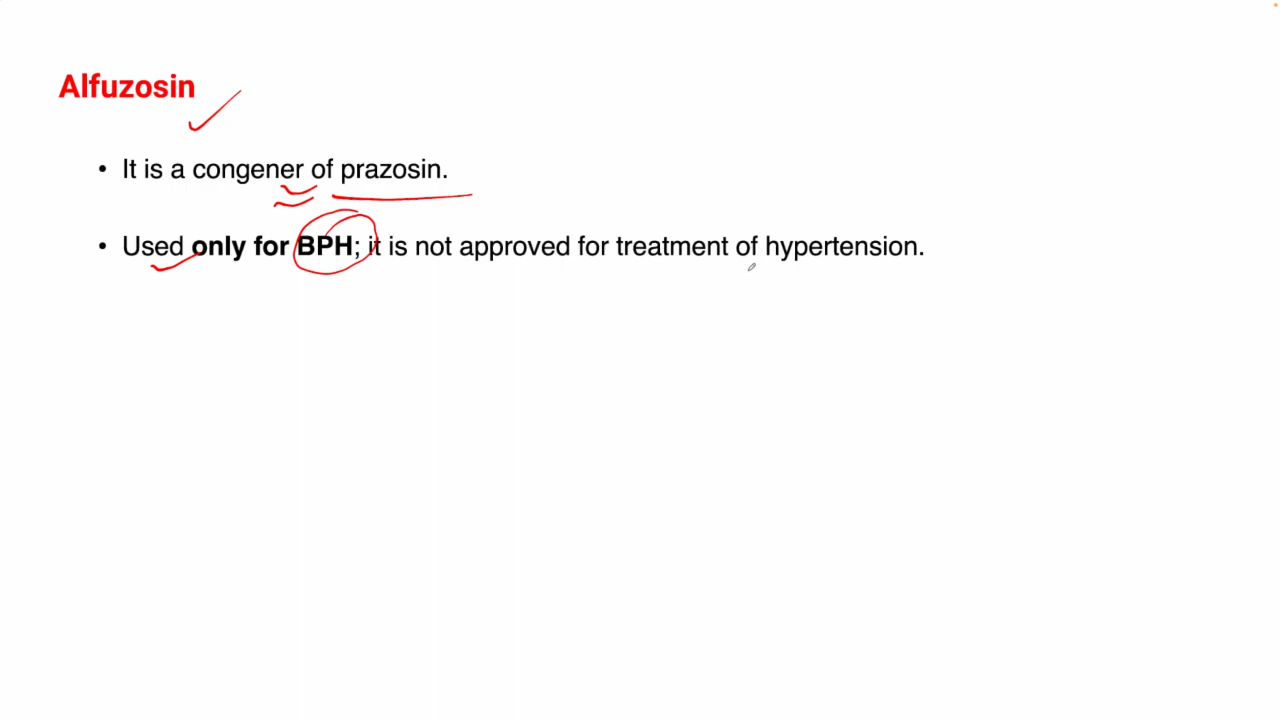 Alfuzosin
• It is a congener of prazosin.
• Used only for BPH; it is not approved for treatment of hypertension.